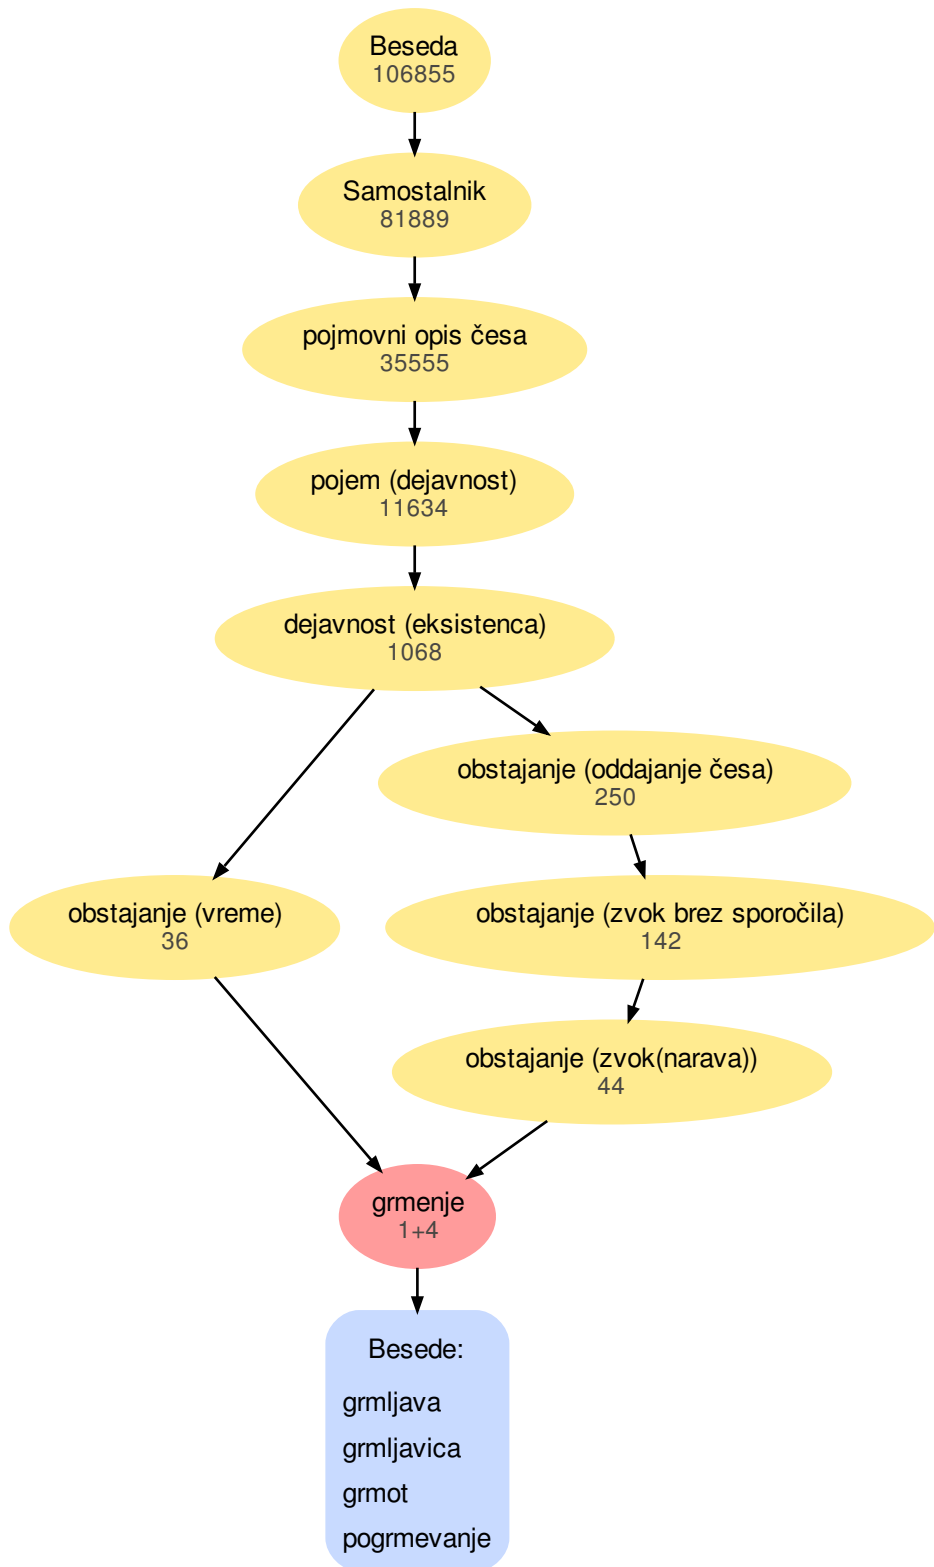 Beseda
106855
Samostalnik
81889
pojmovni opis česa
35555
pojem (dejavnost)
11634
dejavnost (eksistenca)
1068
obstajanje (oddajanje česa)
250
obstajanje (vreme)
36
obstajanje (zvok brez sporočila)
142
obstajanje (zvok(narava))
44
grmenje
1+4
Besede:
grmljava
grmljavica
grmot
pogrmevanje